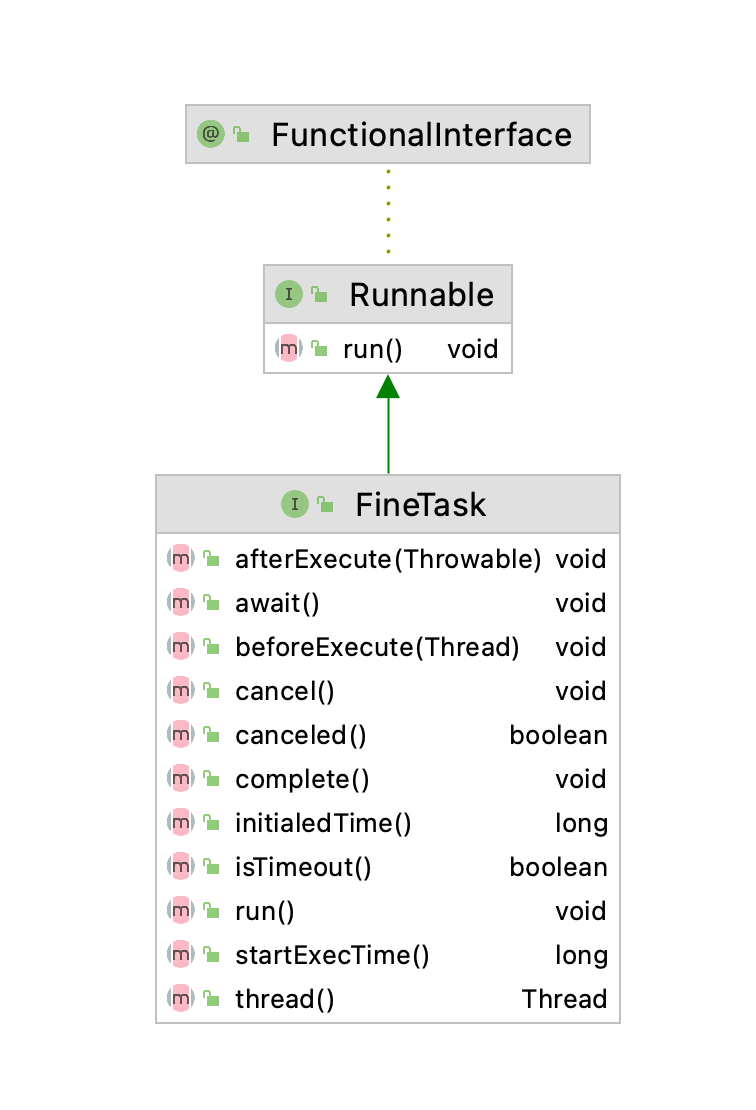 @ FunctionalInterface
I Runnable
m run() void
I FineTask
m afterExecute(Throwable) void
m await() void
m beforeExecute(Thread) void
m cancel() void
m canceled() boolean
m complete() void
m initialedTime() long
m isTimeout() boolean
m run() void
m startExecTime() long
m thread() Thread